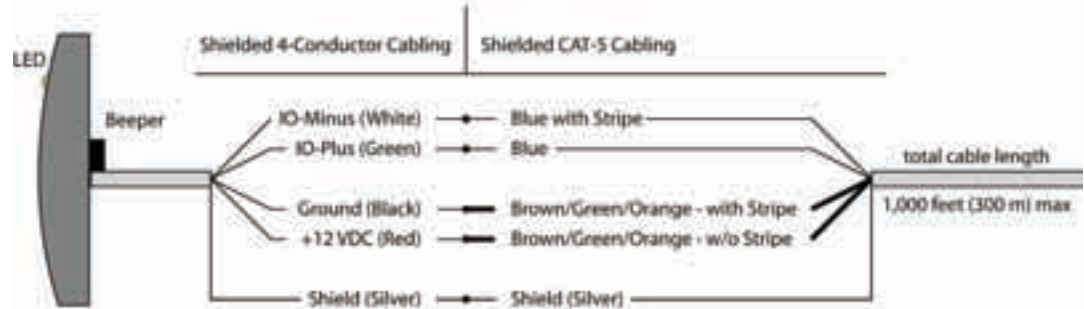 Shielded 4-Conductor Cabling
Shielded CAT-5 Cabling
LED
Beeper
IO-Minus (White)
Blue with Stripe
IO-Plus (Green)
Blue
total cable length
Ground (Black)
Brown/Green/Orange - with Stripe
1,000 feet (300 m) max
+12 VDC (Red)
Brown/Green/Orange - w/o Stripe
Shield (Silver)
Shield (Silver)